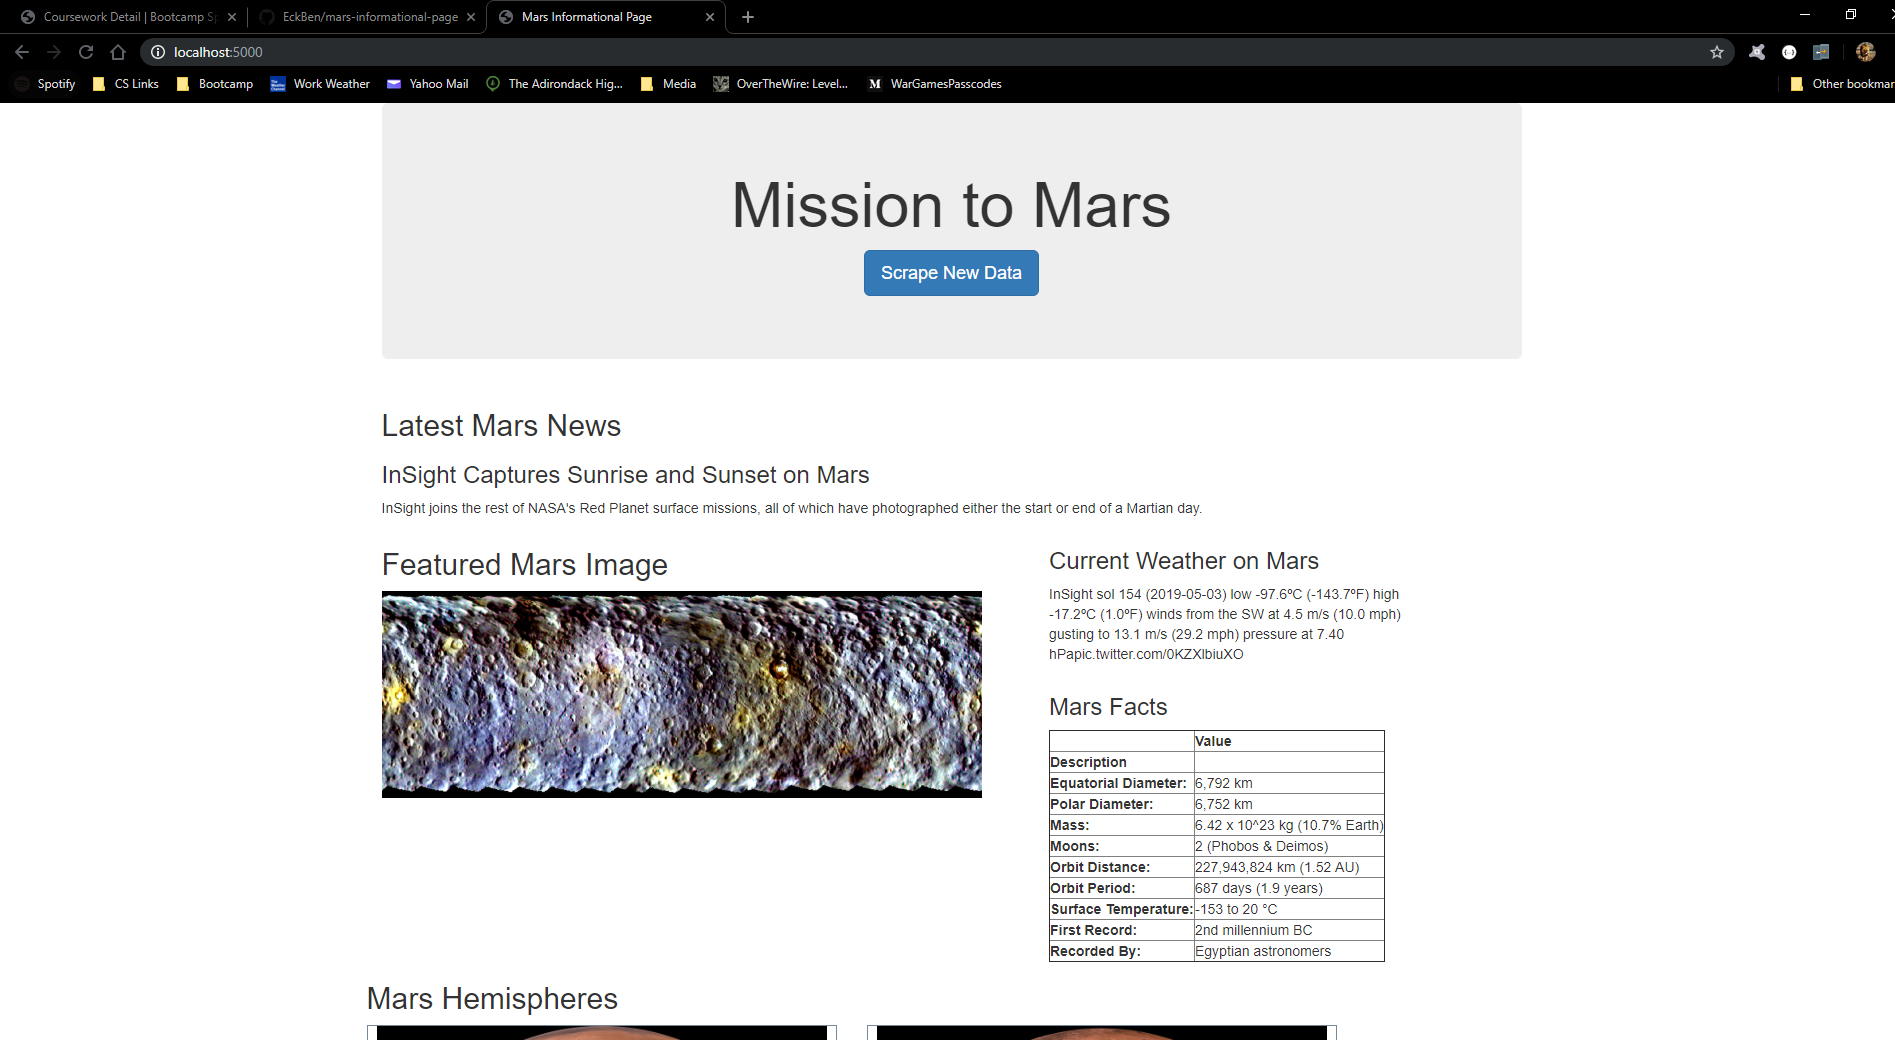 Coursework Detail | Bootcamp Sp
EckBen/mars-informational-page
Mars Informational Page
localhost:5000
Spotify
CS Links
Bootcamp
Work Weather
Yahoo Mail
The Adirondack Hig...
Media
OverTheWire: Level...
M
WarGamesPasscodes
Other bookmar
Mission to Mars
Scrape New Data
Latest Mars News
InSight Captures Sunrise and Sunset on Mars
InSight joins the rest of NASA's Red Planet surface missions, all of which have photographed either the start or end of a Martian day.
Featured Mars Image
Current Weather on Mars
InSight sol 154 (2019-05-03) low -97.6ºC (-143.7ºF) high
-17.2ºC (1.0ºF) winds from the SW at 4.5 m/s (10.0 mph)
gusting to 13.1 m/s (29.2 mph) pressure at 7.40
hPapic.twitter.com/0KZXlbiuXO
Mars Facts
Value
Description
Equatorial Diameter: 6,792 km
Polar Diameter: 6,752 km
Mass: 6.42 x 10^23 kg (10.7% Earth)
Moons: 2 (Phobos & Deimos)
Orbit Distance: 227,943,824 km (1.52 AU)
Orbit Period: 687 days (1.9 years)
Surface Temperature: -153 to 20 °C
First Record: 2nd millennium BC
Recorded By: Egyptian astronomers
Mars Hemispheres